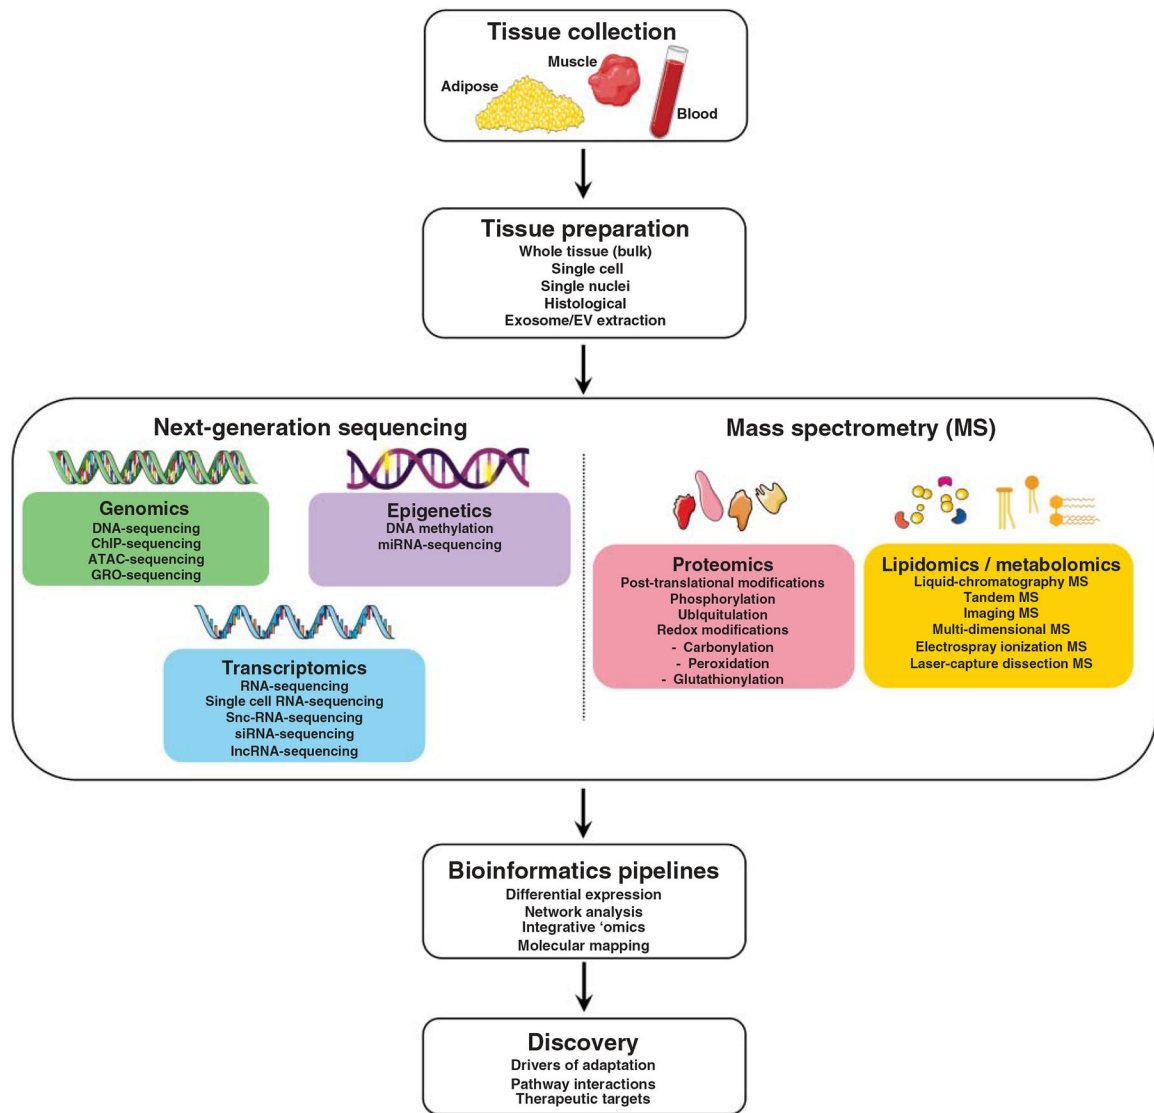 Tissue collection
Muscle
Adipose
Blood
Tissue preparation
Whole tissue (bulk)
Single cell
Single nuclei
Histological
Exosome/EV extraction
Next-generation sequencing
Genomics
DNA-sequencing
ChIP-sequencing
ATAC-sequencing
GRO-sequencing
Epigenetics
DNA methylation
miRNA-sequencing
Transcriptomics
RNA-sequencing
Single cell RNA-sequencing
Snc-RNA-sequencing
siRNA-sequencing
lncRNA-sequencing
Mass spectrometry (MS)
Proteomics
Post-translational modifications
Phosphorylation
Ublquitulation
Redox modifications
- Carbonylation
- Peroxidation
- Glutathionylation
Lipidomics / metabolomics
Liquid-chromatography MS
Tandem MS
Imaging MS
Multi-dimensional MS
Electrospray ionization MS
Laser-capture dissection MS
Bioinformatics pipelines
Differential expression
Network analysis
Integrative ‘omics
Molecular mapping
Discovery
Drivers of adaptation
Pathway interactions
Therapeutic targets